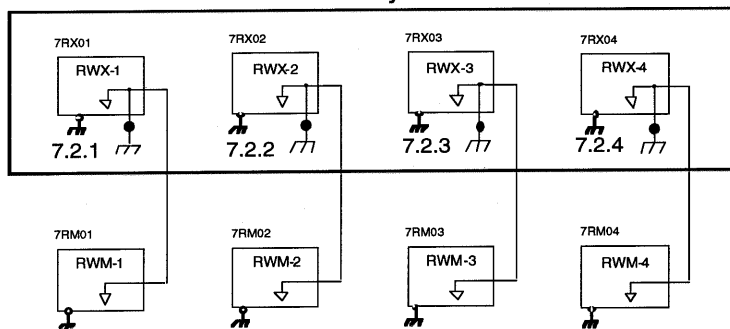 7RX01 7RX02 7RX03 7RX04
RWX-1 RWX-2 RWX-3 RWX-4
7.2.1 7.2.2 7.2.3 7.2.4
7RM01 7RM02 7RM03 7RM04
RWM-1 RWM-2 RWM-3 RWM-4